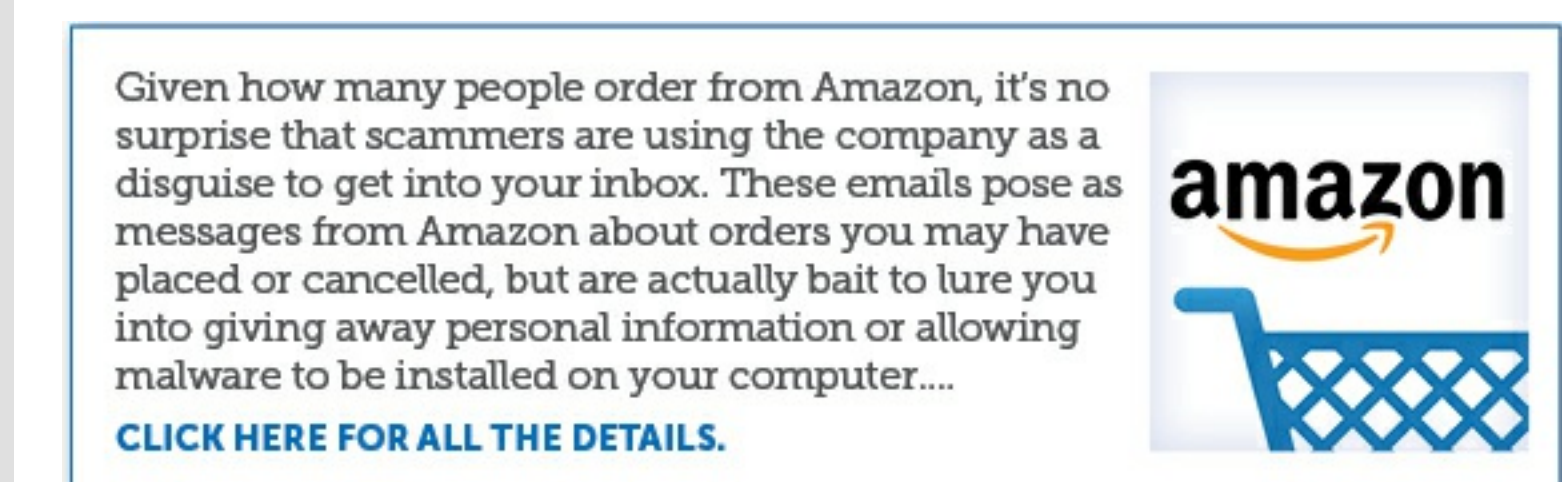 Given how many people order from Amazon, it's no
surprise that scammers are using the company as a
disguise to get into your inbox. These emails pose as
messages from Amazon about orders you may have
placed or cancelled, but are actually bait to lure you
into giving away personal information or allowing
malware to be installed on your computer....
CLICK HERE FOR ALL THE DETAILS.
amazon